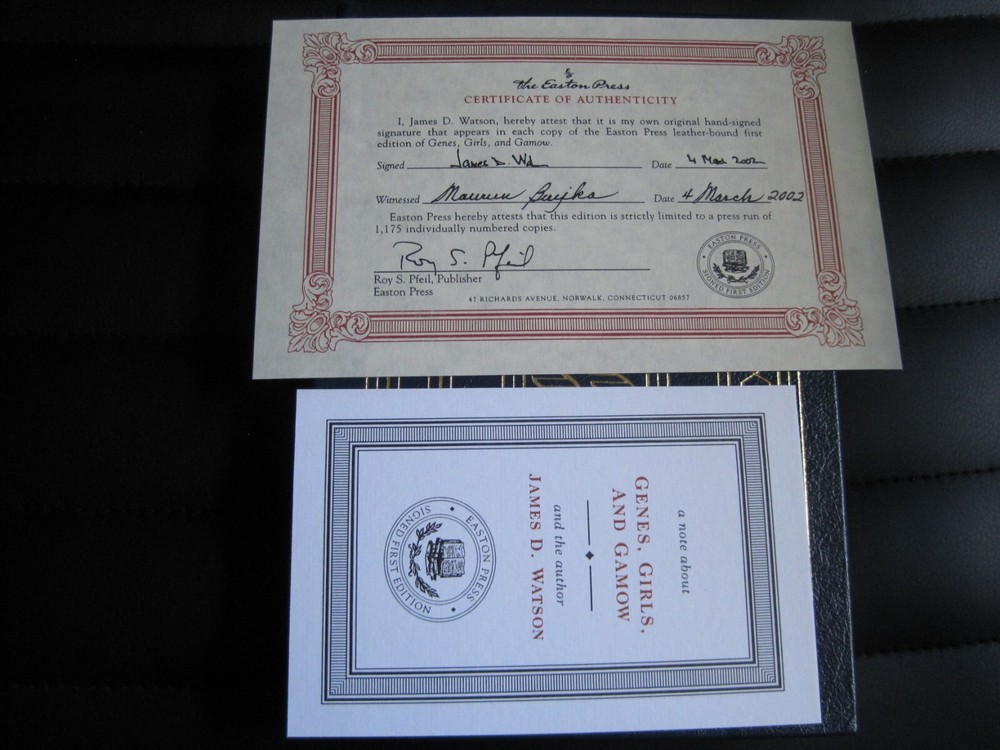 The Easton Press
CERTIFICATE OF AUTHENTICITY
I, James D. Watson, hereby attest that it is my own original hand-signed
signature that appears in each copy of the Easton Press leather-bound first
edition of Genes, Girls, and Gamow.
Signed James D. Date 4 2002
Witnessed Maureen Date 4 March 2002
Easton Press hereby attests that this edition is strictly limited to a press run of
1,175 individually numbered copies.
Roy S. Pfeil
Roy S. Pfeil, Publisher
Easton Press
EASTON PRESS
SIGNED FIRST EDITION
47 RICHARDS AVENUE, NORWALK, CONNECTICUT 06857
a note about
GENES, GIRLS,
AND GAMOW
and the author
JAMES D. WATSON
EASTON PRESS
SIGNED FIRST EDITION